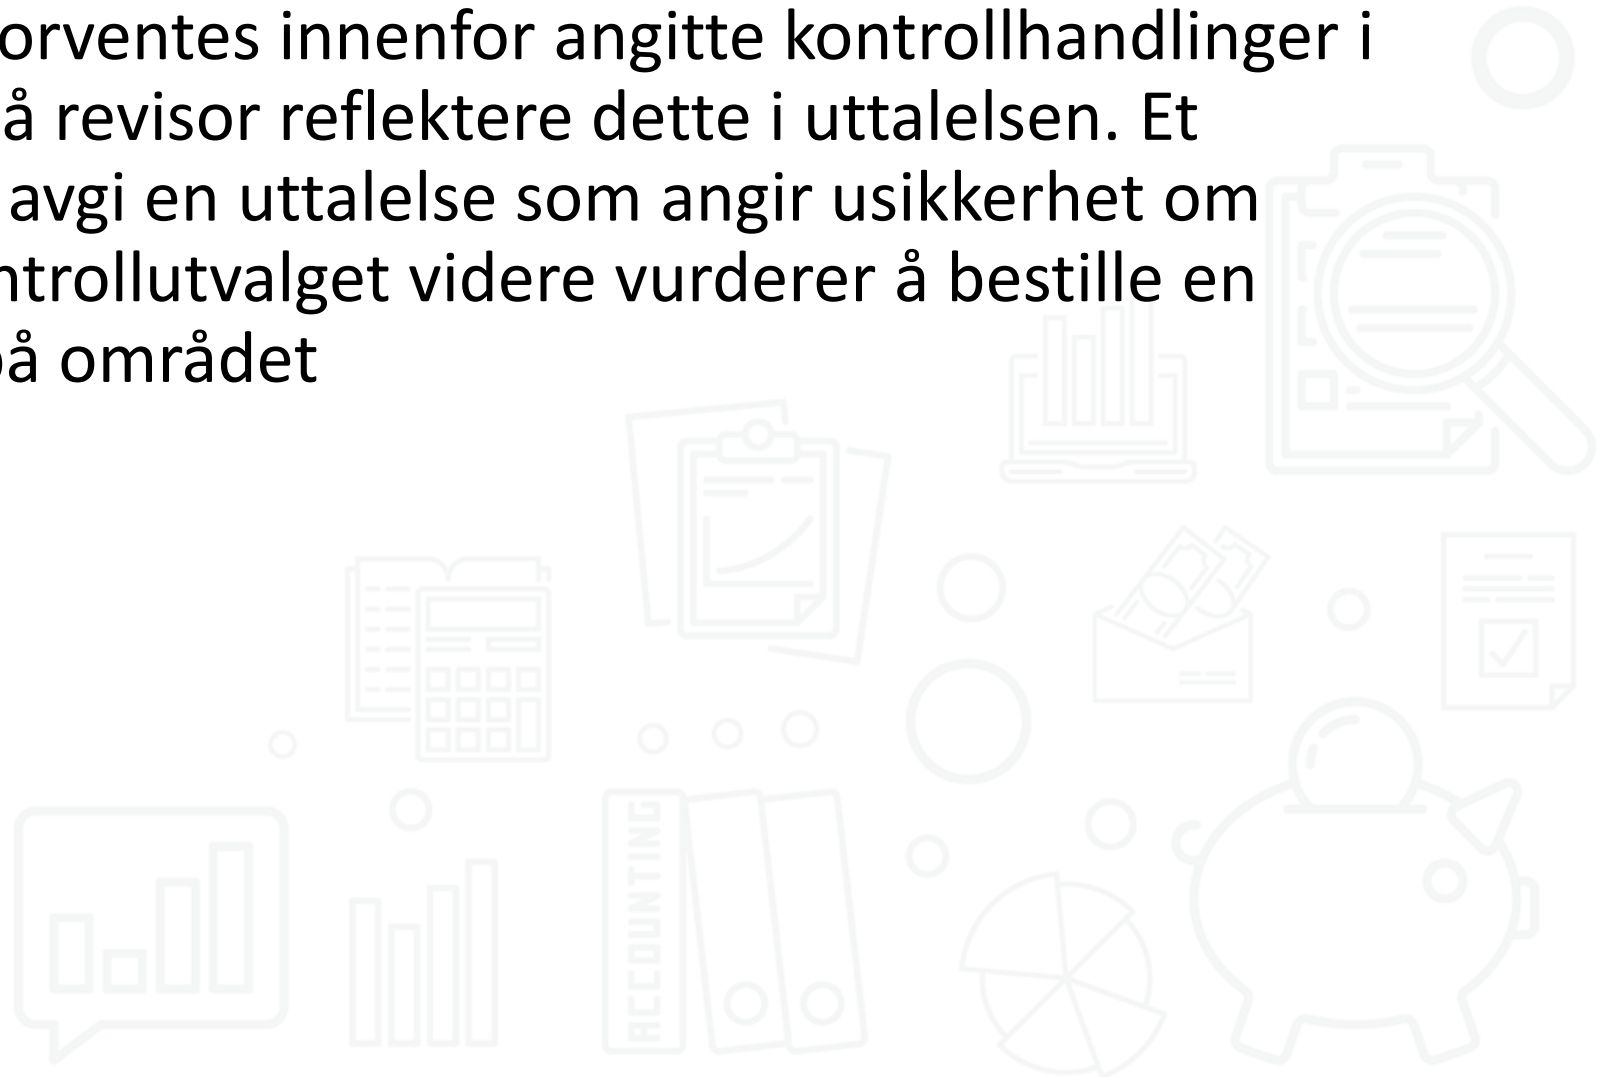 orventes innenfor angitte kontrollhandlinger i
å revisor reflektere dette i uttalelsen. Et
avgi en uttalelse som angir usikkerhet om
ntrollutvalget videre vurderer å bestille en
på området
ACCOUNTING